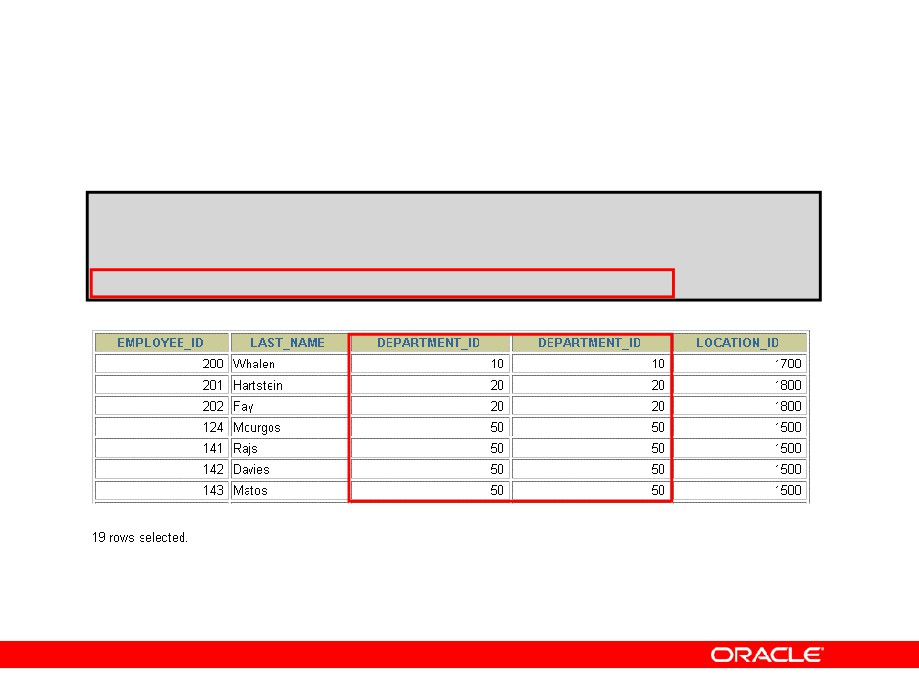 EMPLOYEE_ID LAST_NAME DEPARTMENT_ID DEPARTMENT_ID LOCATION_ID
200 Whalen 10 10 1700
201 Hartstein 20 20 1800
202 Fay 20 20 1800
124 Mourgos 50 50 1500
141 Rajs 50 50 1500
142 Davies 50 50 1500
143 Matos 50 50 1500
19 rows selected.
ORACLE